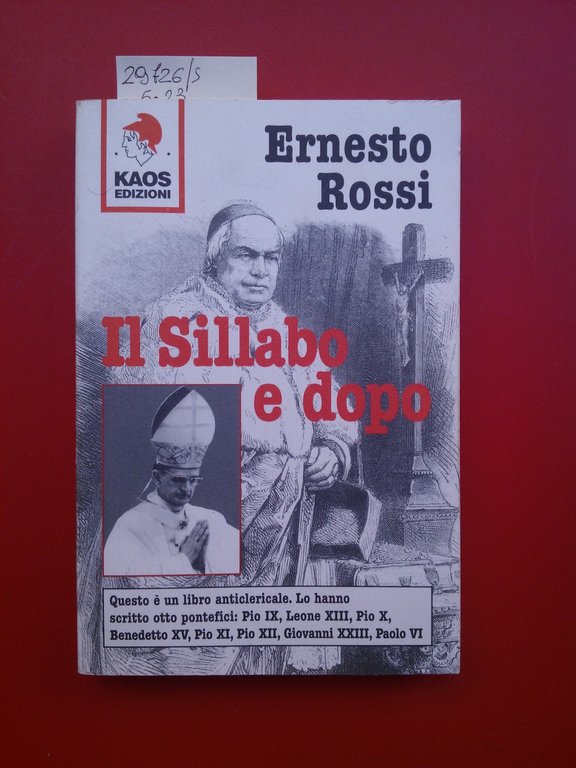 29726/s
KAOS
EDIZIONI
Ernesto
Rossi
Il Sillabo
e dopo
Questo è un libro anticlericale. Lo hanno
scritto otto pontefici: Pio IX, Leone XIII, Pio X,
Benedetto XV, Pio XI, Pio XII, Giovanni XXIII, Paolo VI